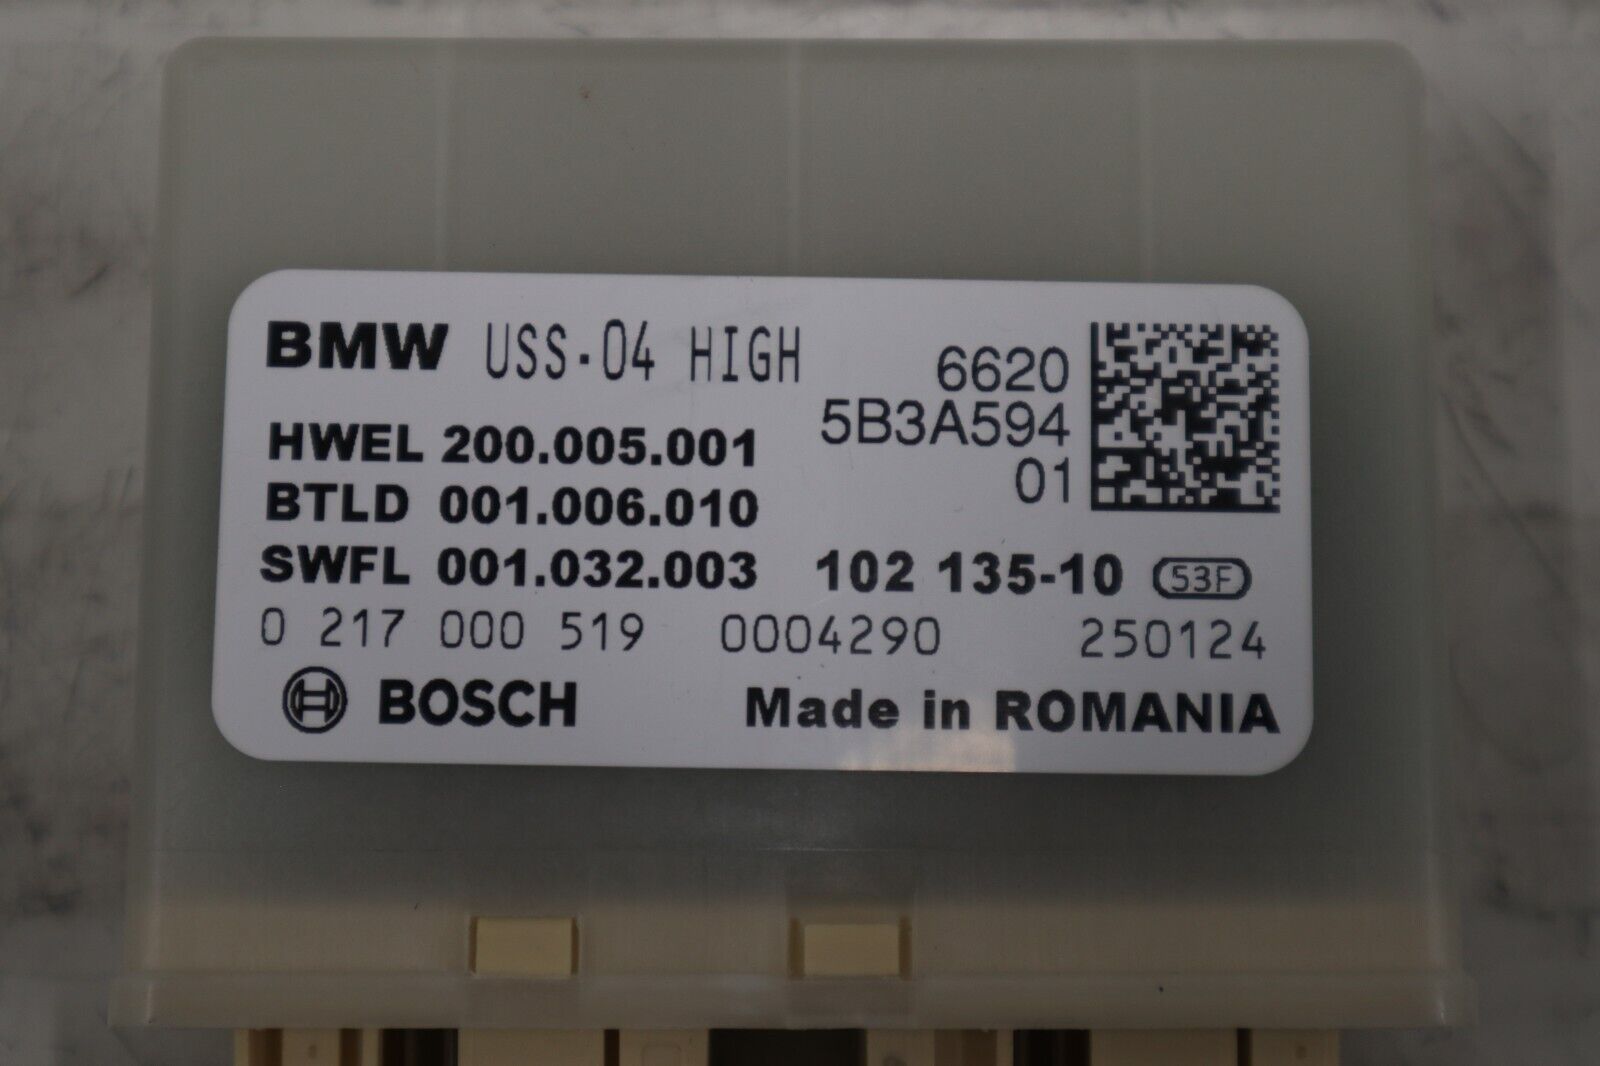 BMW USS-04 HIGH
6620
5B3A594
01
HWEL 200.005.001
BTLD 001.006.010
SWFL 001.032.003 102 135-10 53F
0 217 000 519 0004290 250124
BOSCH Made in ROMANIA